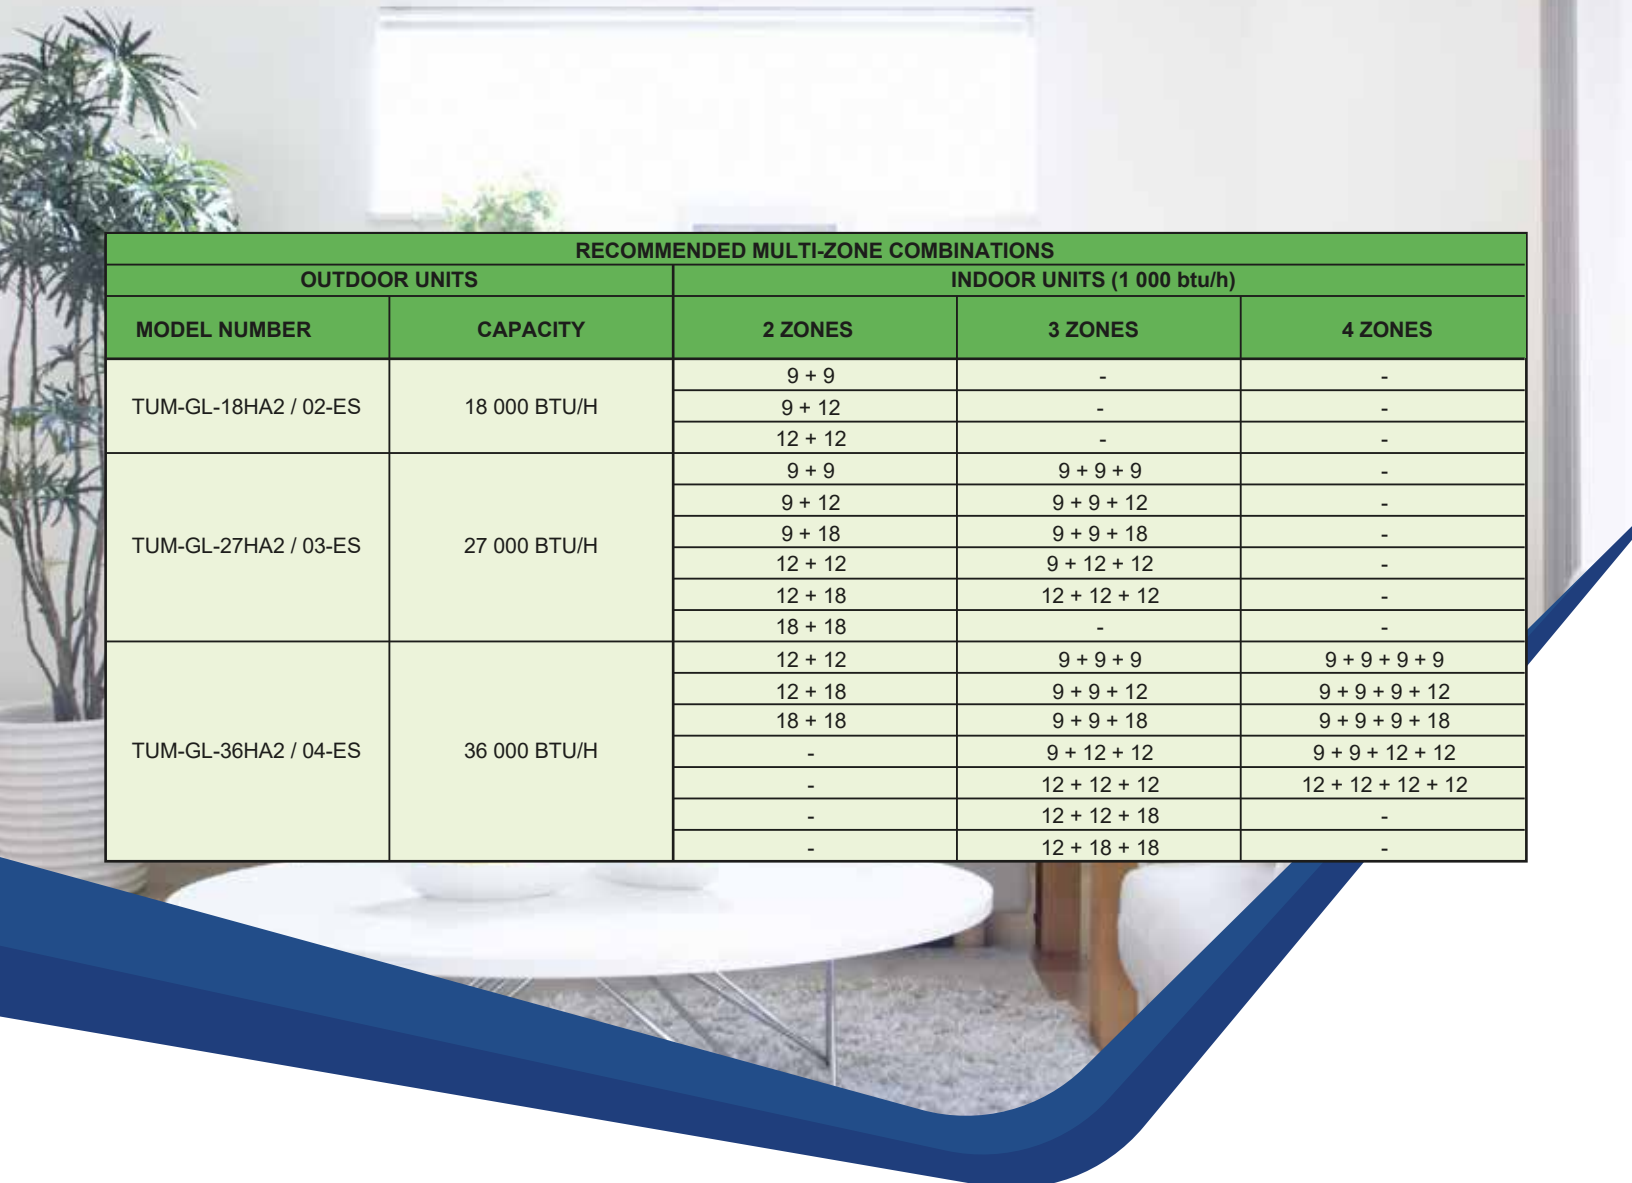 RECOMMENDED MULTI-ZONE COMBINATIONS
OUTDOOR UNITS INDOOR UNITS (1 000 btu/h)
MODEL NUMBER CAPACITY 2 ZONES 3 ZONES 4 ZONES
TUM-GL-18HA2 / 02-ES 18 000 BTU/H
9 + 9 - -
9 + 12 - -
12 + 12 - -
TUM-GL-27HA2 / 03-ES 27 000 BTU/H
9 + 9 9 + 9 + 9 -
9 + 12 9 + 9 + 12 -
9 + 18 9 + 9 + 18 -
12 + 12 9 + 12 + 12 -
12 + 18 12 + 12 + 12 -
18 + 18 - -
TUM-GL-36HA2 / 04-ES 36 000 BTU/H
12 + 12 9 + 9 + 9 9 + 9 + 9 + 9
12 + 18 9 + 9 + 12 9 + 9 + 9 + 12
18 + 18 9 + 9 + 18 9 + 9 + 9 + 18
- 9 + 12 + 12 9 + 9 + 12 + 12
- 12 + 12 + 12 12 + 12 + 12 + 12
- 12 + 12 + 18 -
- 12 + 18 + 18 -